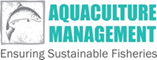 AQUACULTURE
MANAGEMENT
Ensuring Sustainable Fisheries